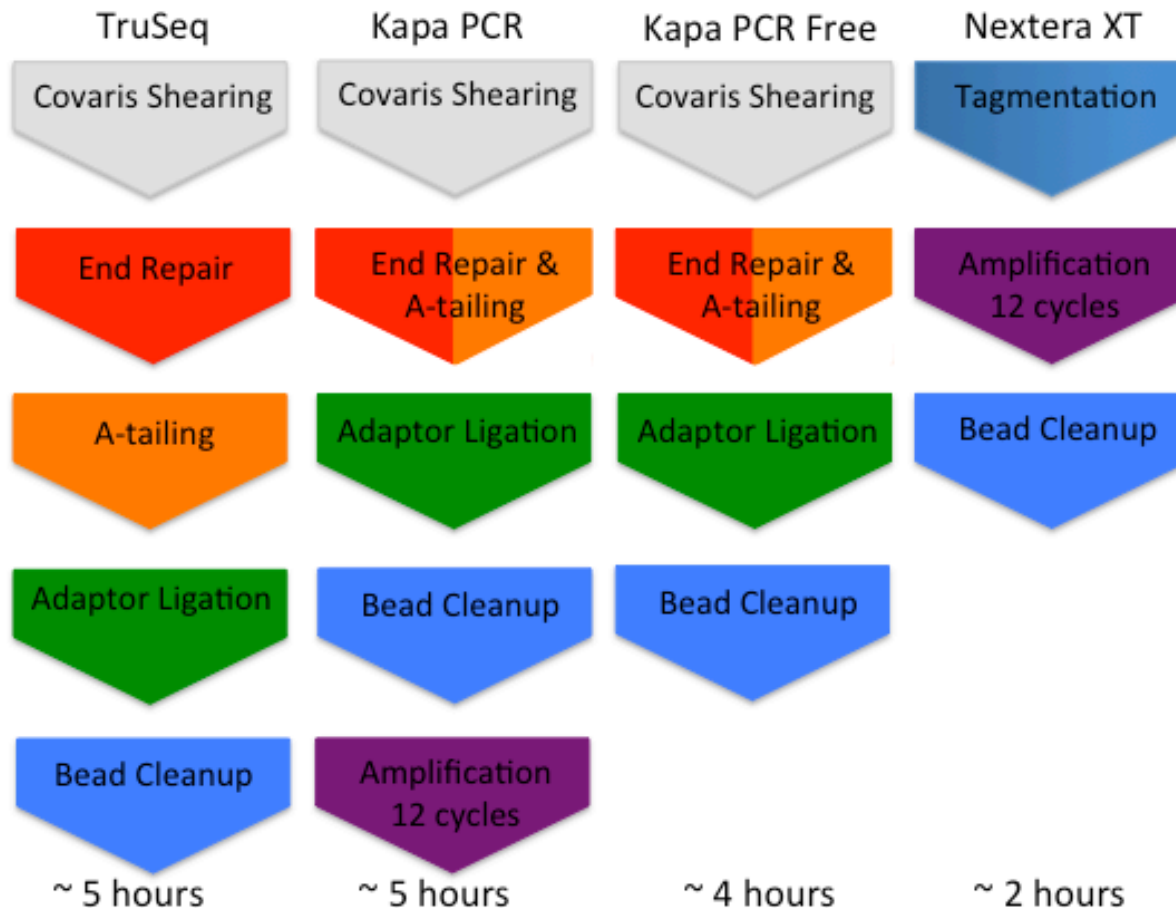 TruSeq
Kapa PCR
Kapa PCR Free
Nextera XT
Covaris Shearing
Covaris Shearing
Covaris Shearing
Tagmentation
End Repair
End Repair &
A-tailing
End Repair &
A-tailing
Amplification
12 cycles
A-tailing
Adaptor Ligation
Adaptor Ligation
Bead Cleanup
Adaptor Ligation
Bead Cleanup
Bead Cleanup
Bead Cleanup
Amplification
12 cycles
~ 5 hours
~ 5 hours
~ 4 hours
~ 2 hours